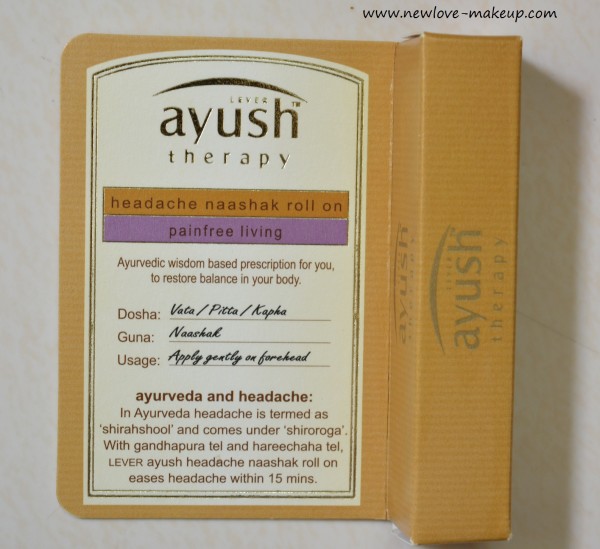 www.newlove-makeup.com
LEVER
ayush™
therapy
headache naashak roll on
painfree living
Ayurvedic wisdom based prescription for you,
to restore balance in your body.
Dosha: Vata / Pitta / Kapha
Guna: Naashak
Usage: Apply gently on forehead
ayurveda and headache:
In Ayurveda headache is termed as
'shirahshool' and comes under 'shiroroga'.
With gandhapura tel and hareechaha tel,
LEVER ayush headache naashak roll on
eases headache within 15 mins.
ayush
therapy